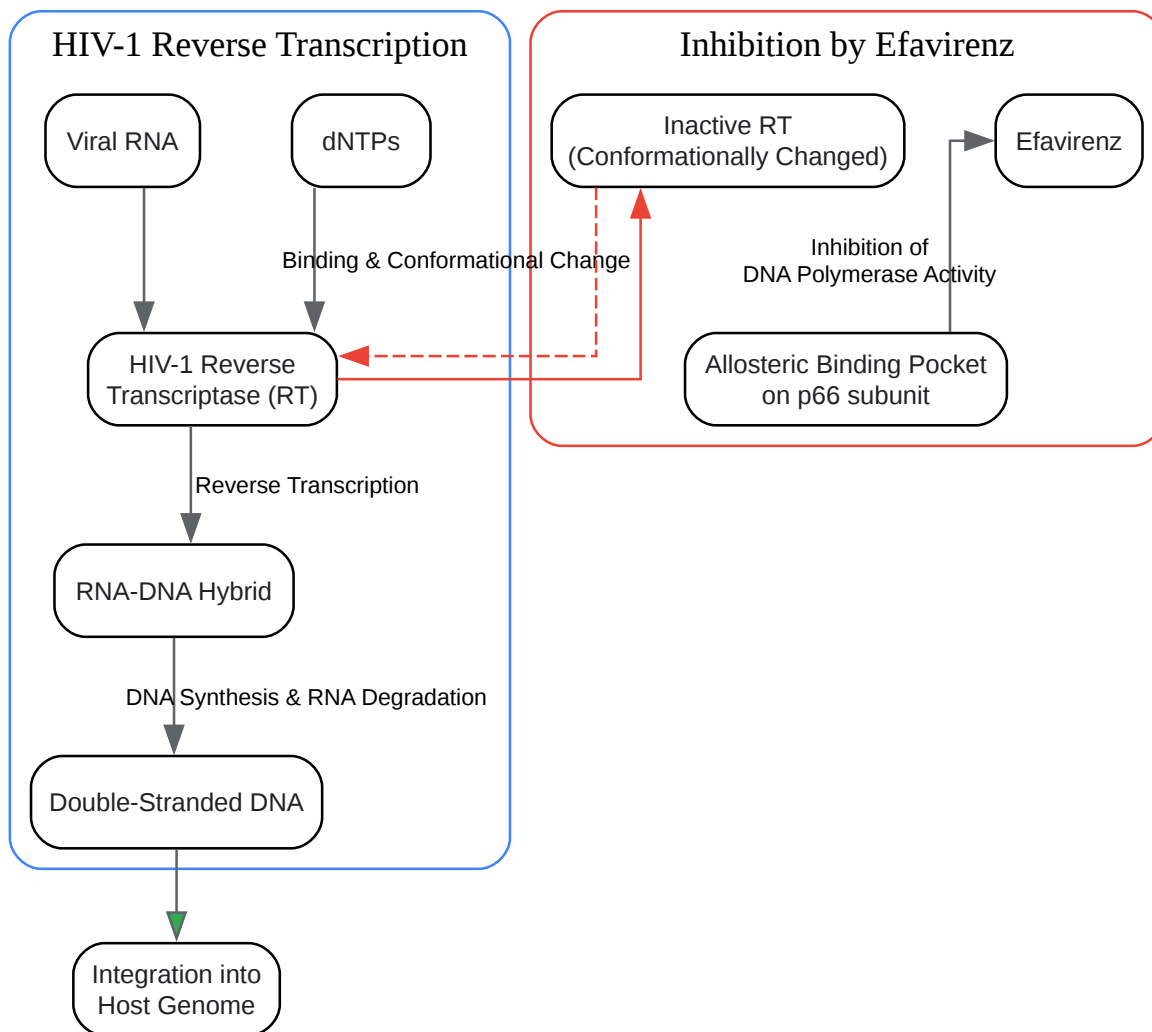 HIV-1 Reverse Transcription
Viral RNA
dNTPs
HIV-1 Reverse
Transcriptase (RT)
Reverse Transcription
RNA-DNA Hybrid
DNA Synthesis & RNA Degradation
Double-Stranded DNA
Integration into
Host Genome
Inhibition by Efavirenz
Inactive RT
(Conformationally Changed)
Efavirenz
Binding & Conformational Change
Inhibition of
DNA Polymerase Activity
Allosteric Binding Pocket
on p66 subunit